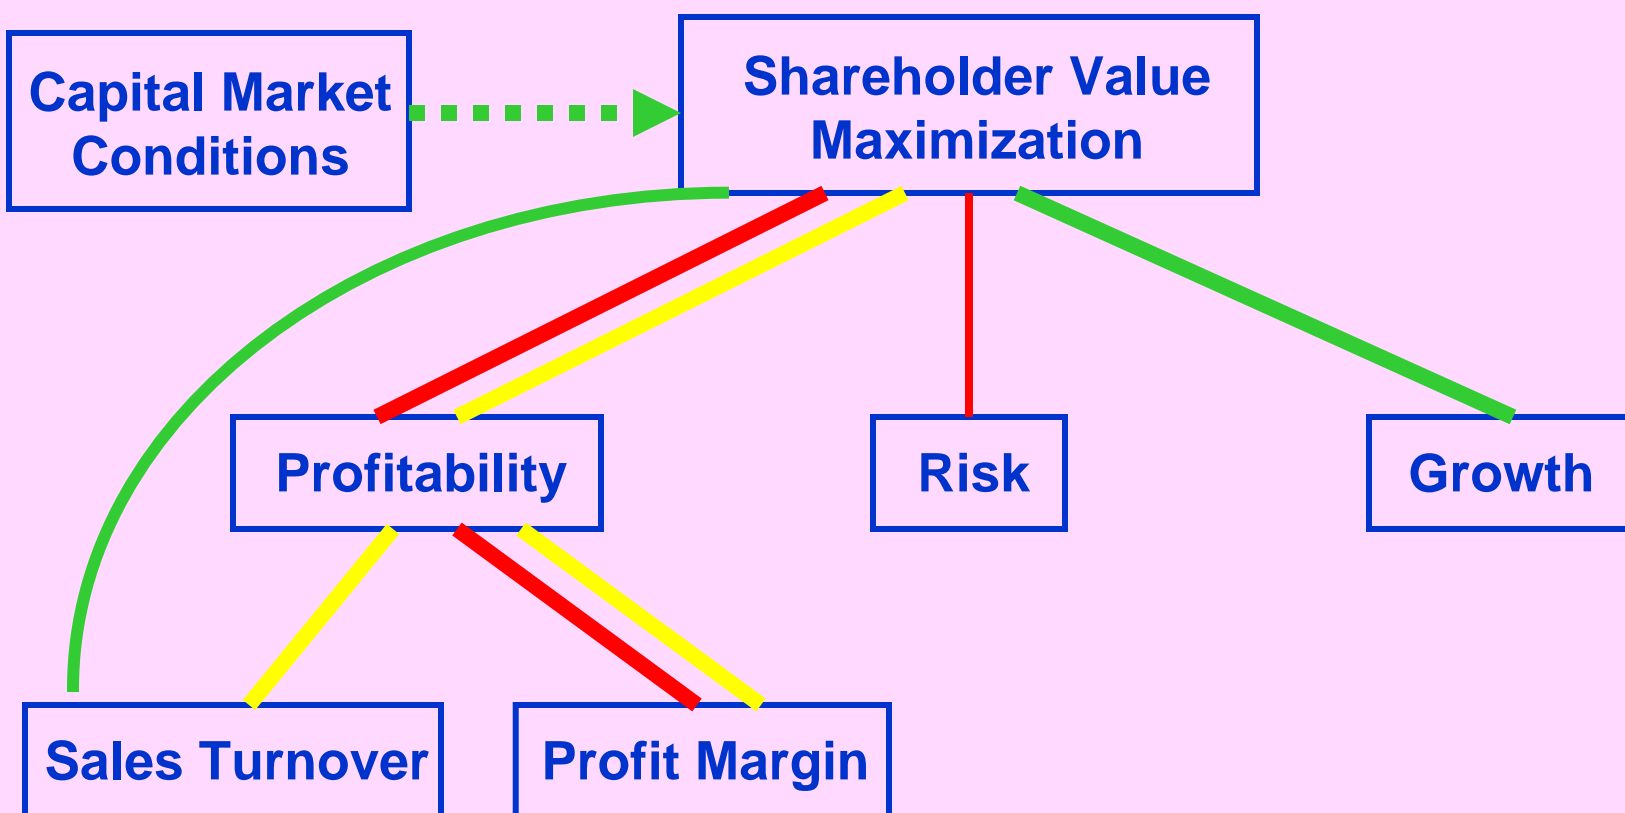 Capital Market
Conditions
Shareholder Value
Maximization
Profitability
Risk
Growth
Sales Turnover
Profit Margin